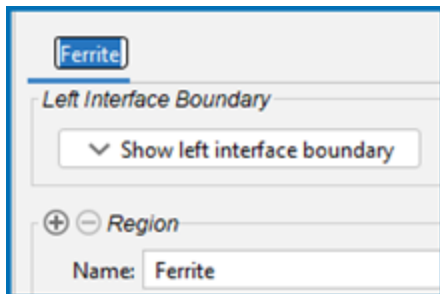 Ferrite
Left Interface Boundary
Show left interface boundary
Region
Name: Ferrite